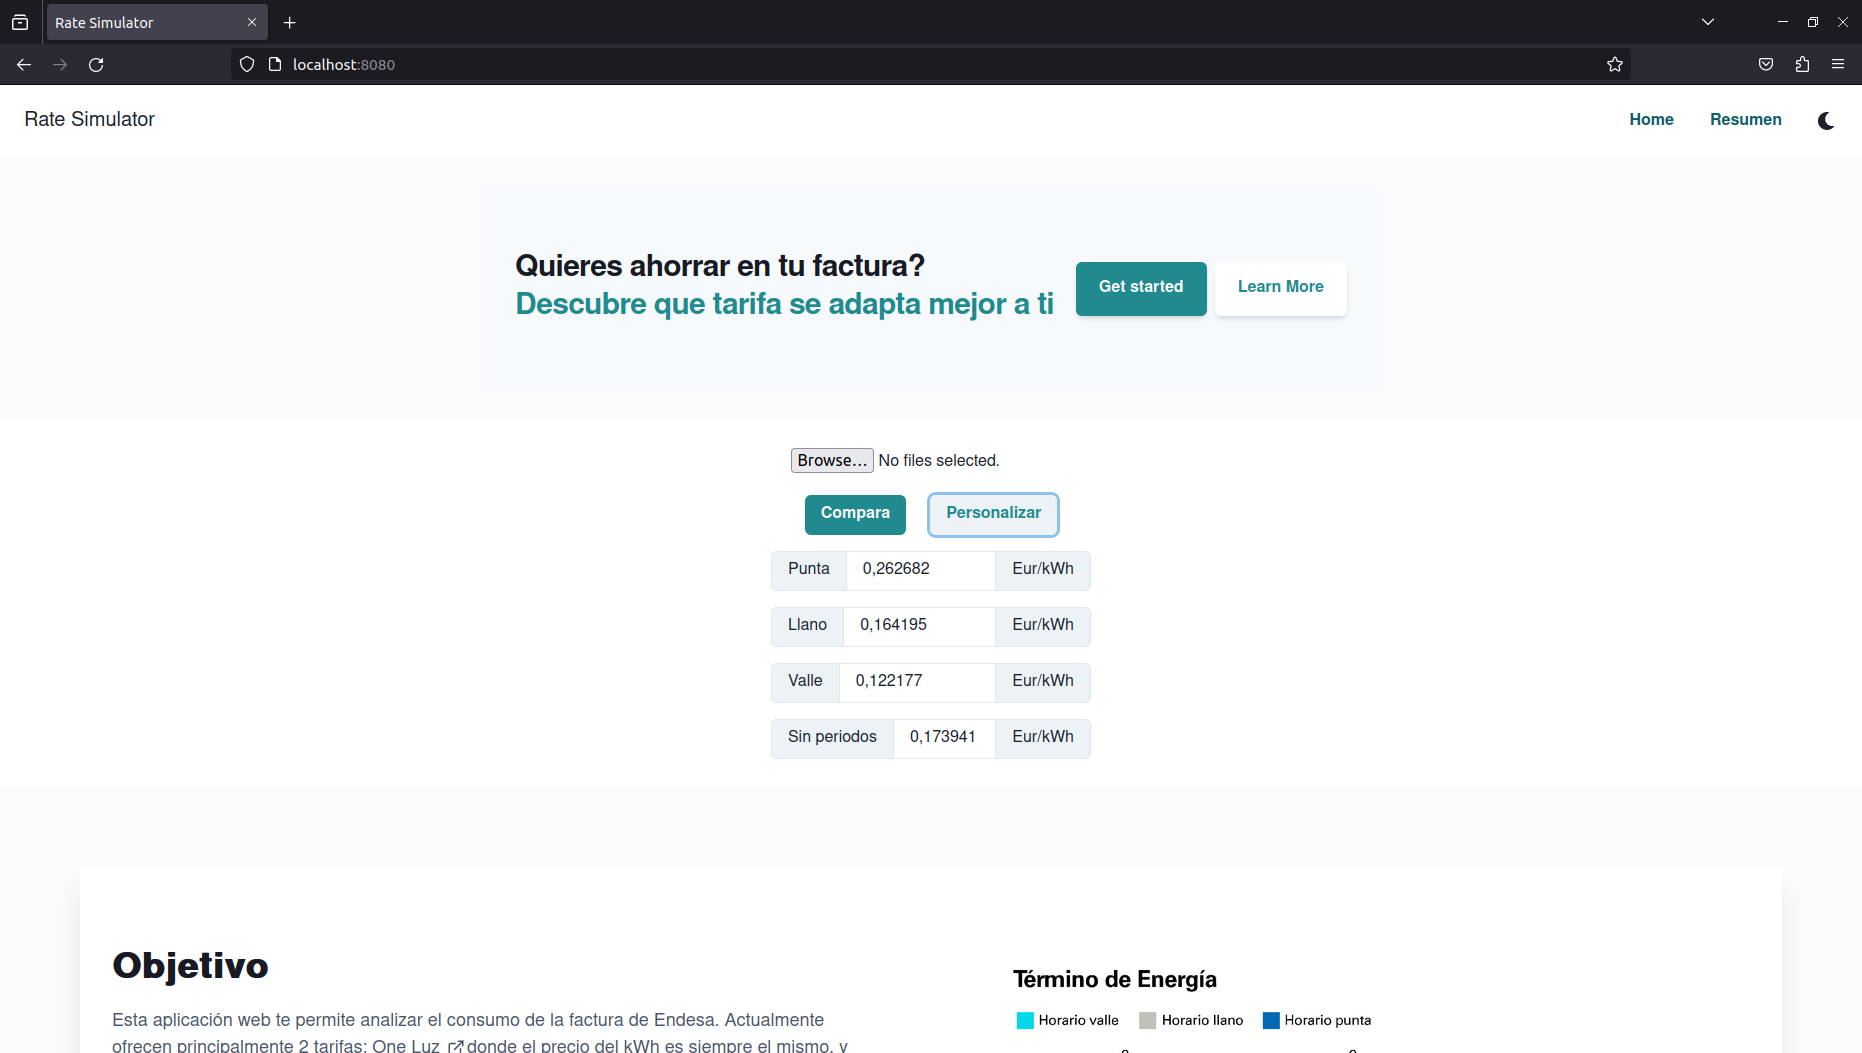 Rate Simulator
localhost:8080
Rate Simulator
Home
Resumen
Quieres ahorrar en tu factura?
Descubre que tarifa se adapta mejor a ti
Get started
Learn More
Browse... No files selected.
Compara
Personalizar
Punta 0,262682 Eur/kWh
Llano 0,164195 Eur/kWh
Valle 0,122177 Eur/kWh
Sin periodos 0,173941 Eur/kWh
Objetivo
Esta aplicación web te permite analizar el consumo de la factura de Endesa. Actualmente
ofrecen principalmente 2 tarifas: One Luz donde el precio del kWh es siempre el mismo, y
Término de Energía
Horario valle Horario llano Horario punta